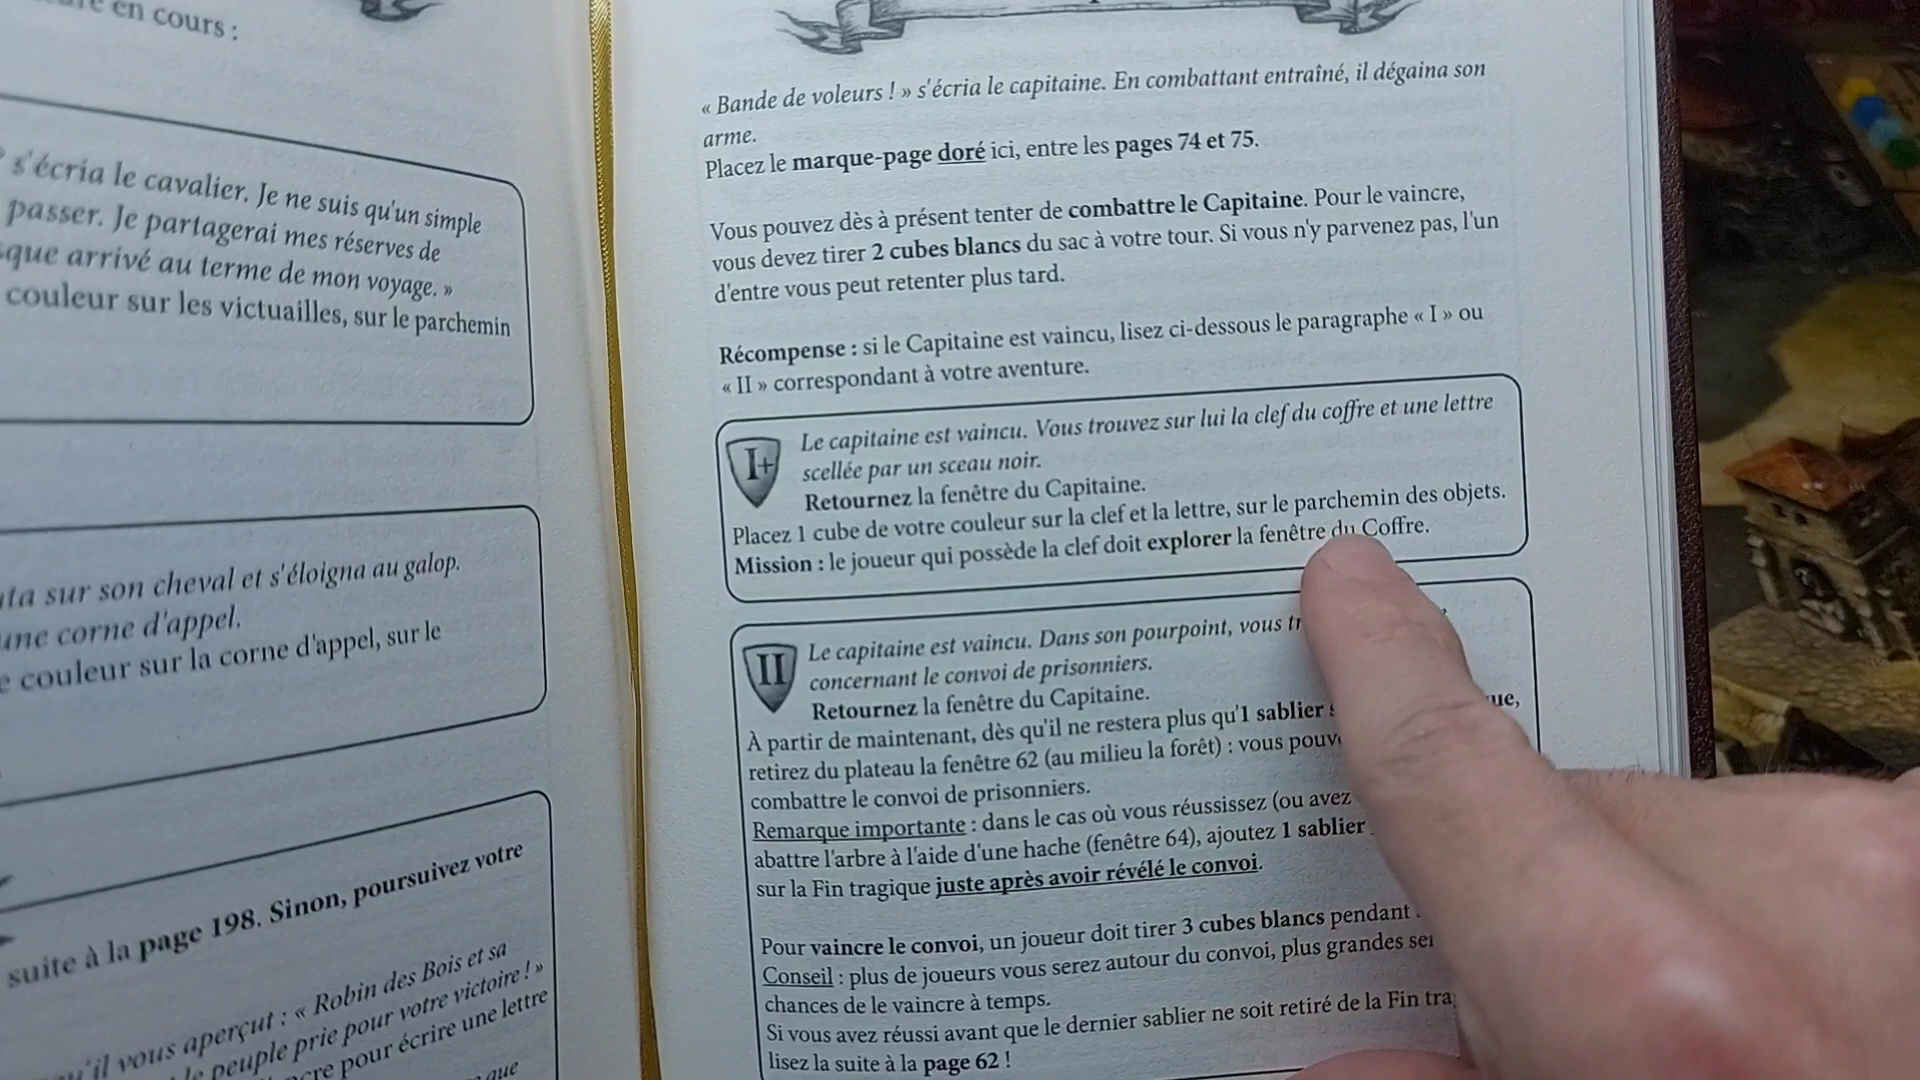 en cours :
s'écria le cavalier. Je ne suis qu'un simple
passer. Je partagerai mes réserves de
que arrivé au terme de mon voyage. »
couleur sur les victuailles, sur le parchemin
sur son cheval et s'éloigna au galop.
une corne d'appel.
couleur sur la corne d'appel, sur le
suite à la page 198. Sinon, poursuivez votre
qu'il vous aperçut : « Robin des Bois et sa
le peuple prie pour votre victoire ! »
pour écrire une lettre
que
« Bande de voleurs ! » s'écria le capitaine. En combattant entraîné, il dégaina son
arme.
Placez le marque-page doré ici, entre les pages 74 et 75.
Vous pouvez dès à présent tenter de combattre le Capitaine. Pour le vaincre,
vous devez tirer 2 cubes blancs du sac à votre tour. Si vous n'y parvenez pas, l'un
d'entre vous peut retenter plus tard.
Récompense : si le Capitaine est vaincu, lisez ci-dessous le paragraphe « I » ou
« II » correspondant à votre aventure.
I+
Le capitaine est vaincu. Vous trouvez sur lui la clef du coffre et une lettre
scellée par un sceau noir.
Retournez la fenêtre du Capitaine.
Placez 1 cube de votre couleur sur la clef et la lettre, sur le parchemin des objets.
Mission : le joueur qui possède la clef doit explorer la fenêtre du Coffre.
II
Le capitaine est vaincu. Dans son pourpoint, vous
concernant le convoi de prisonniers.
Retournez la fenêtre du Capitaine.
À partir de maintenant, dès qu'il ne restera plus qu'1 sablier
retirez du plateau la fenêtre 62 (au milieu la forêt) : vous
combattre le convoi de prisonniers.
Remarque importante : dans le cas où vous réussissez (ou avez
abattre l'arbre à l'aide d'une hache (fenêtre 64), ajoutez 1 sablier
sur la Fin tragique juste après avoir révélé le convoi.
Pour vaincre le convoi, un joueur doit tirer 3 cubes blancs pendant
Conseil : plus de joueurs vous serez autour du convoi, plus grandes
chances de le vaincre à temps.
Si vous avez réussi avant que le dernier sablier ne soit retiré de la Fin
lisez la suite à la page 62 !